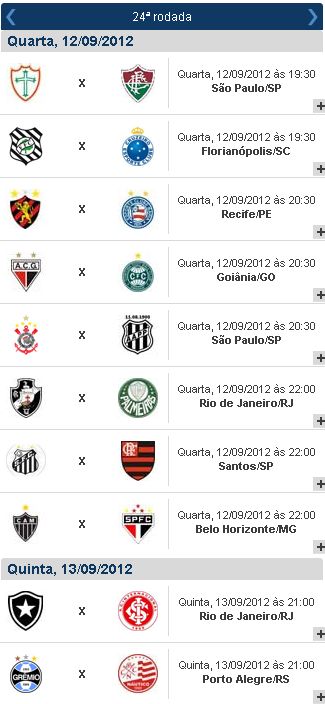 24ª rodada
Quarta, 12/09/2012
x
Quarta, 12/09/2012 às 19:30
São Paulo/SP
x
CRUZEIRO
Quarta, 12/09/2012 às 19:30
Florianópolis/SC
+
x
Quarta, 12/09/2012 às 20:30
Recife/PE
+
A.C.G.
x
CFC
Quarta, 12/09/2012 às 20:30
Goiânia/GO
+
x
11.08.1900
AAPP
Quarta, 12/09/2012 às 20:30
São Paulo/SP
+
x
PALMEIRAS
Quarta, 12/09/2012 às 22:00
Rio de Janeiro/RJ
+
x
Quarta, 12/09/2012 às 22:00
Santos/SP
+
CAM
x
SPFC
Quarta, 12/09/2012 às 22:00
Belo Horizonte/MG
+
Quinta, 13/09/2012
x
Quinta, 13/09/2012 às 21:00
Rio de Janeiro/RJ
+
GRÊMIO
x
NÁUTICO
Quinta, 13/09/2012 às 21:00
Porto Alegre/RS
+